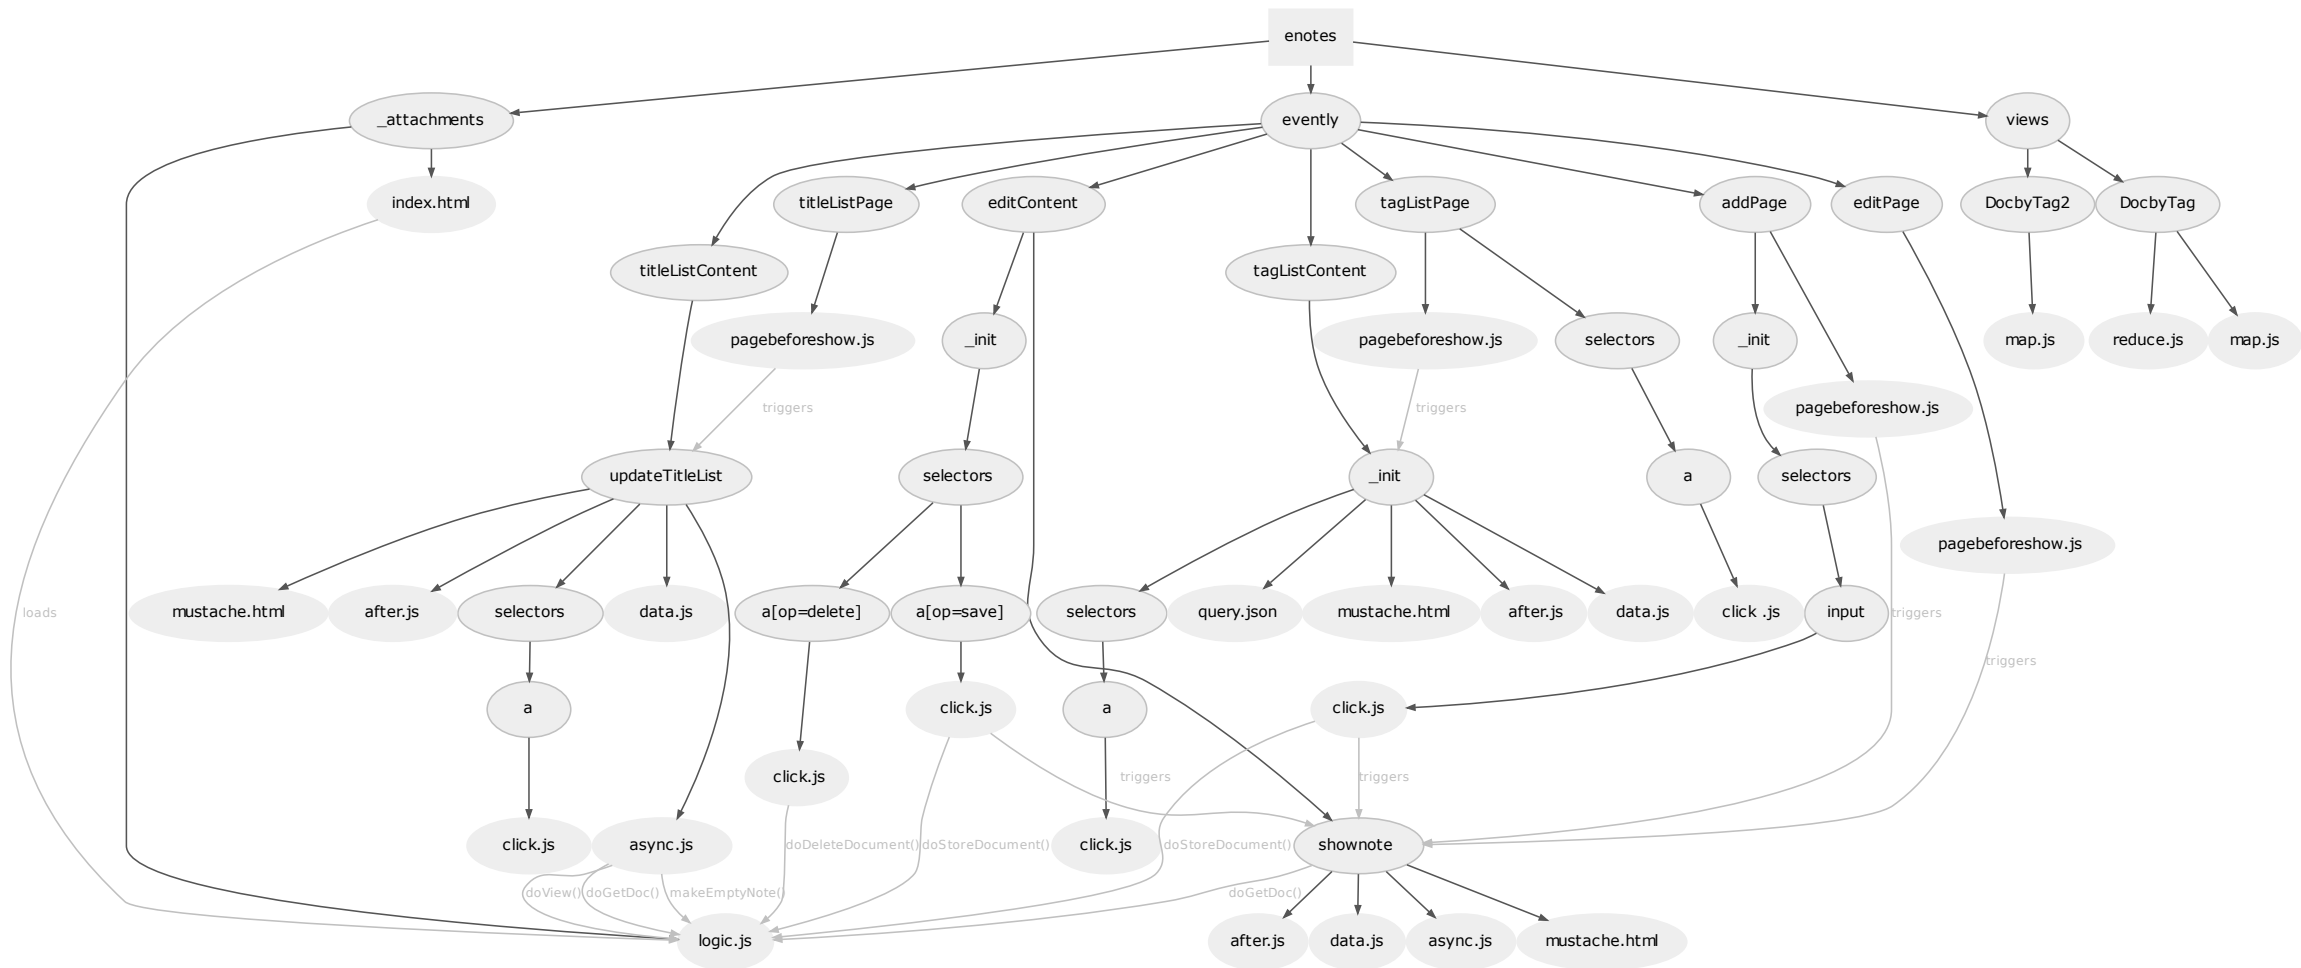 enotes
_attachments
evently
views
index.html
titleListPage
editContent
tagListPage
addPage
editPage
DocbyTag2
DocbyTag
titleListContent
tagListContent
pagebeforeshow.js
_init
pagebeforeshow.js
selectors
_init
map.js
reduce.js
map.js
triggers
triggers
pagebeforeshow.js
updateTitleList
selectors
_init
a
selectors
pagebeforeshow.js
loads
mustache.html
after.js
selectors
data.js
a[op=delete]
a[op=save]
selectors
query.json
mustache.html
after.js
data.js
click .js
input
triggers
triggers
a
click.js
a
click.js
click.js
triggers
triggers
click.js
async.js
doDeleteDocument()
doStoreDocument()
click.js
doStoreDocument()
shownote
doView()
doGetDoc()
makeEmptyNote()
doGetDoc()
logic.js
after.js
data.js
async.js
mustache.html